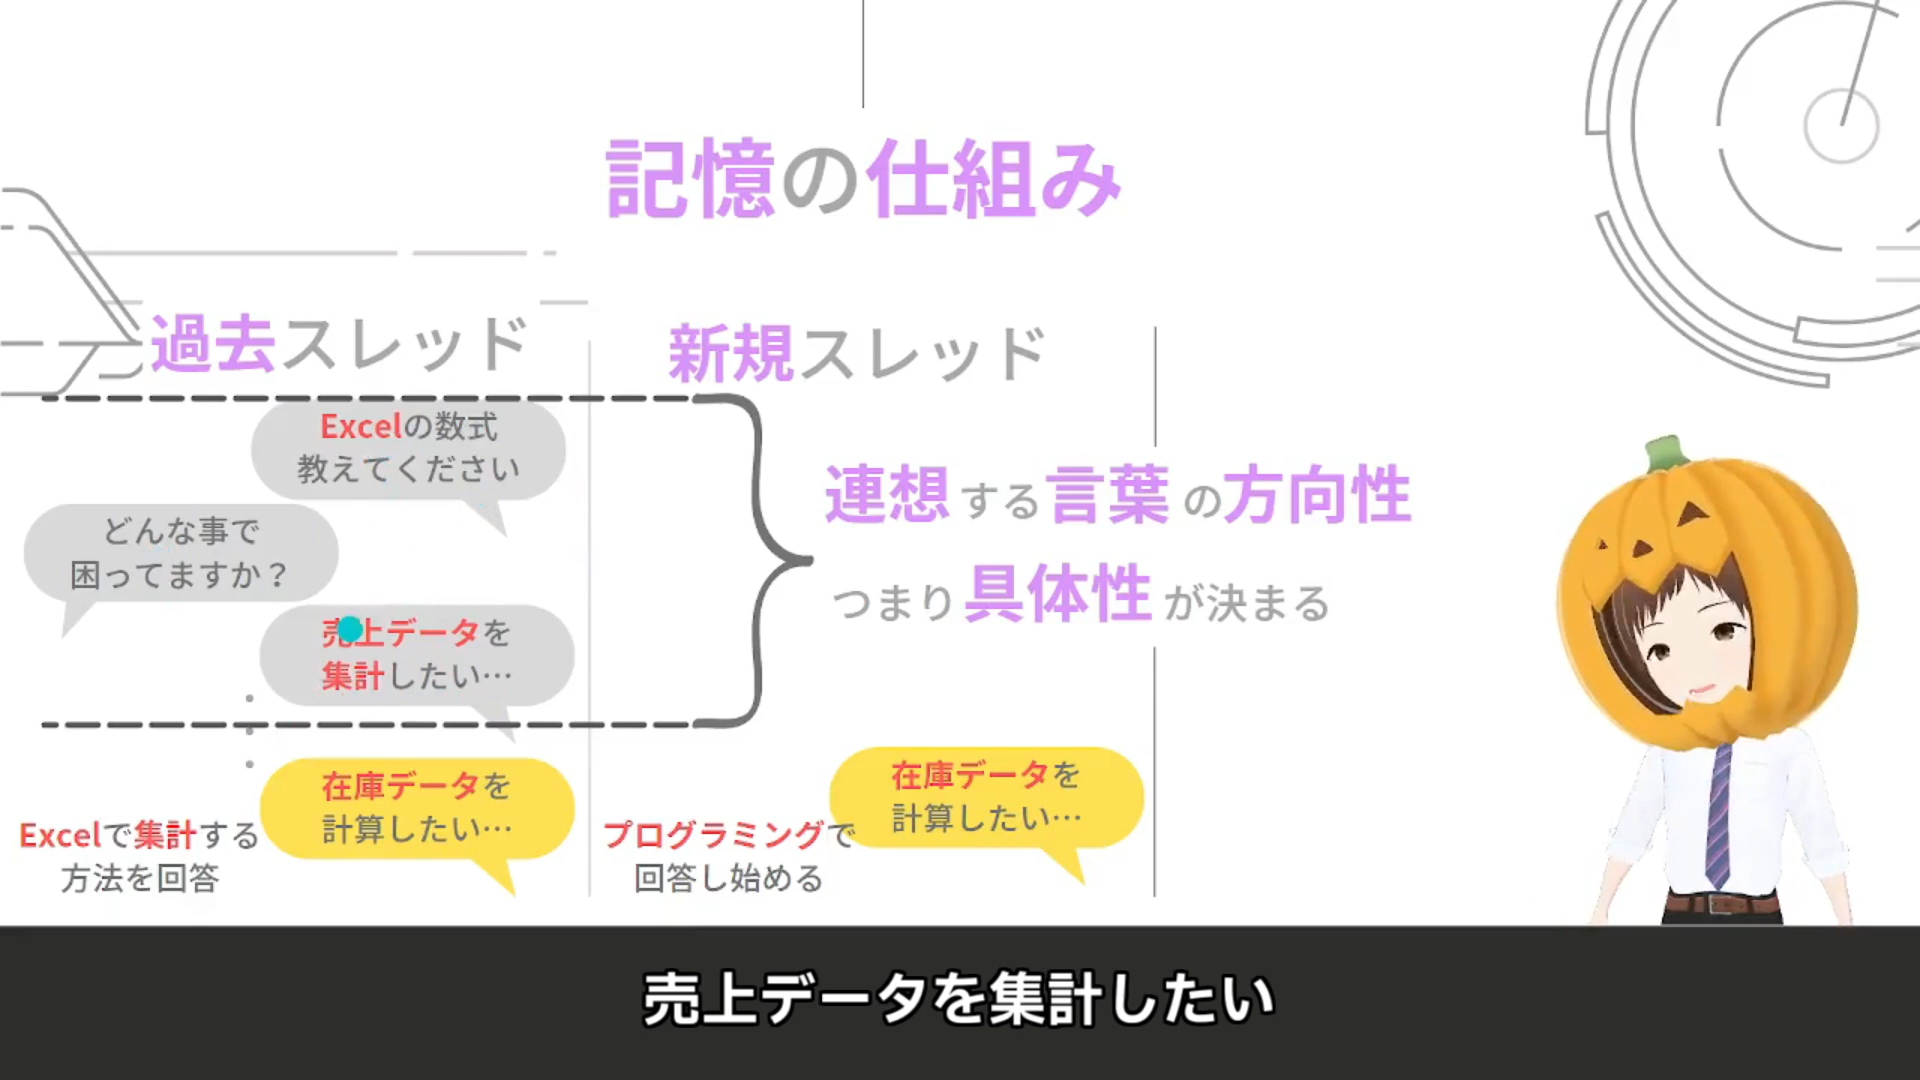 記憶の仕組み
過去スレッド
新規スレッド
Excelの数式
教えてください
どんな事で
困ってますか？
売上データを
集計したい…
連想する言葉の方向性
つまり具体性が決まる
在庫データを
計算したい…
Excelで集計する
方法を回答
在庫データを
計算したい…
プログラミングで
回答し始める
売上データを集計したい